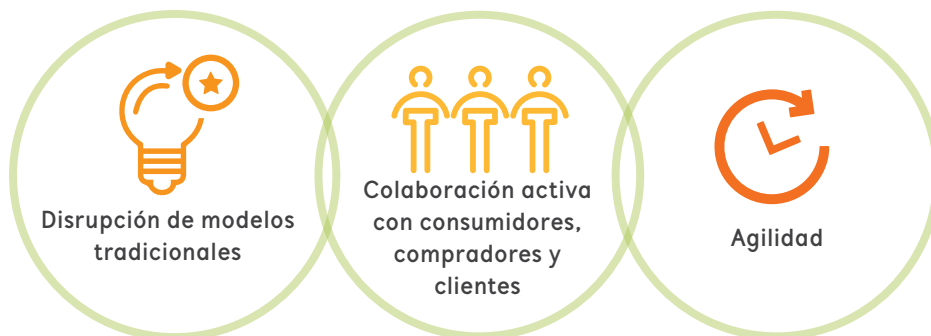 Disrupción de modelos
tradicionales
Colaboración activa
con consumidores,
compradores y
clientes
Agilidad